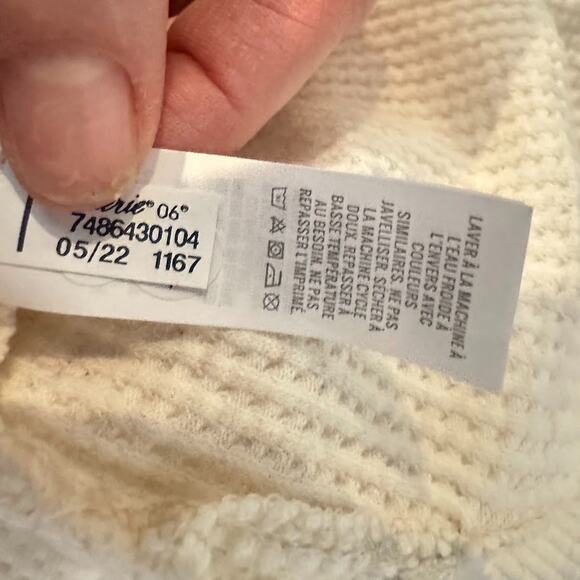 erie® 06®
7486430104
05/22 1167
LAVER À LA MACHINE À
L'EAU FROIDE À
L'ENVERS AVEC
COULEURS
SIMILAIRES. NE PAS
JAVELLISER. SÉCHER À
LA MACHINE CYCLE
DOUX. REPASSER À
BASSE TEMPÉRATURE
AU BESOIN. NE PAS
REPASSER L'IMPRIMÉ.